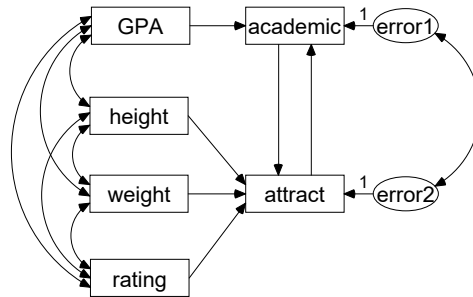 GPA
academic
1
error1
height
weight
attract
1
error2
rating